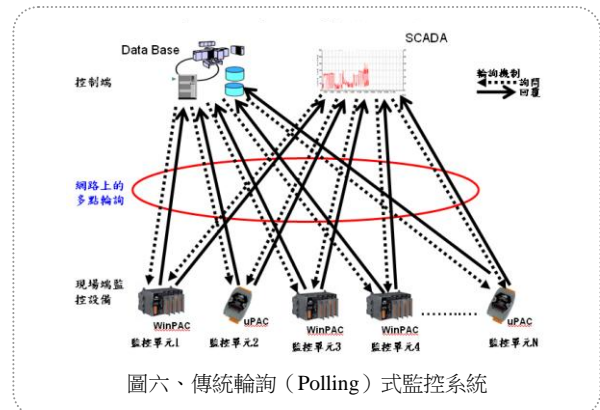 SCADA
Data Base
控制端
輪詢機制
詢問
回覆
網路上的
多點輪詢
現場端監
控設備
WinPAC
監控單元1
uPAC
監控單元2
WinPAC
監控單元3
WinPAC
監控單元4
uPAC
監控單元N
圖六、傳統輪詢（Polling）式監控系統